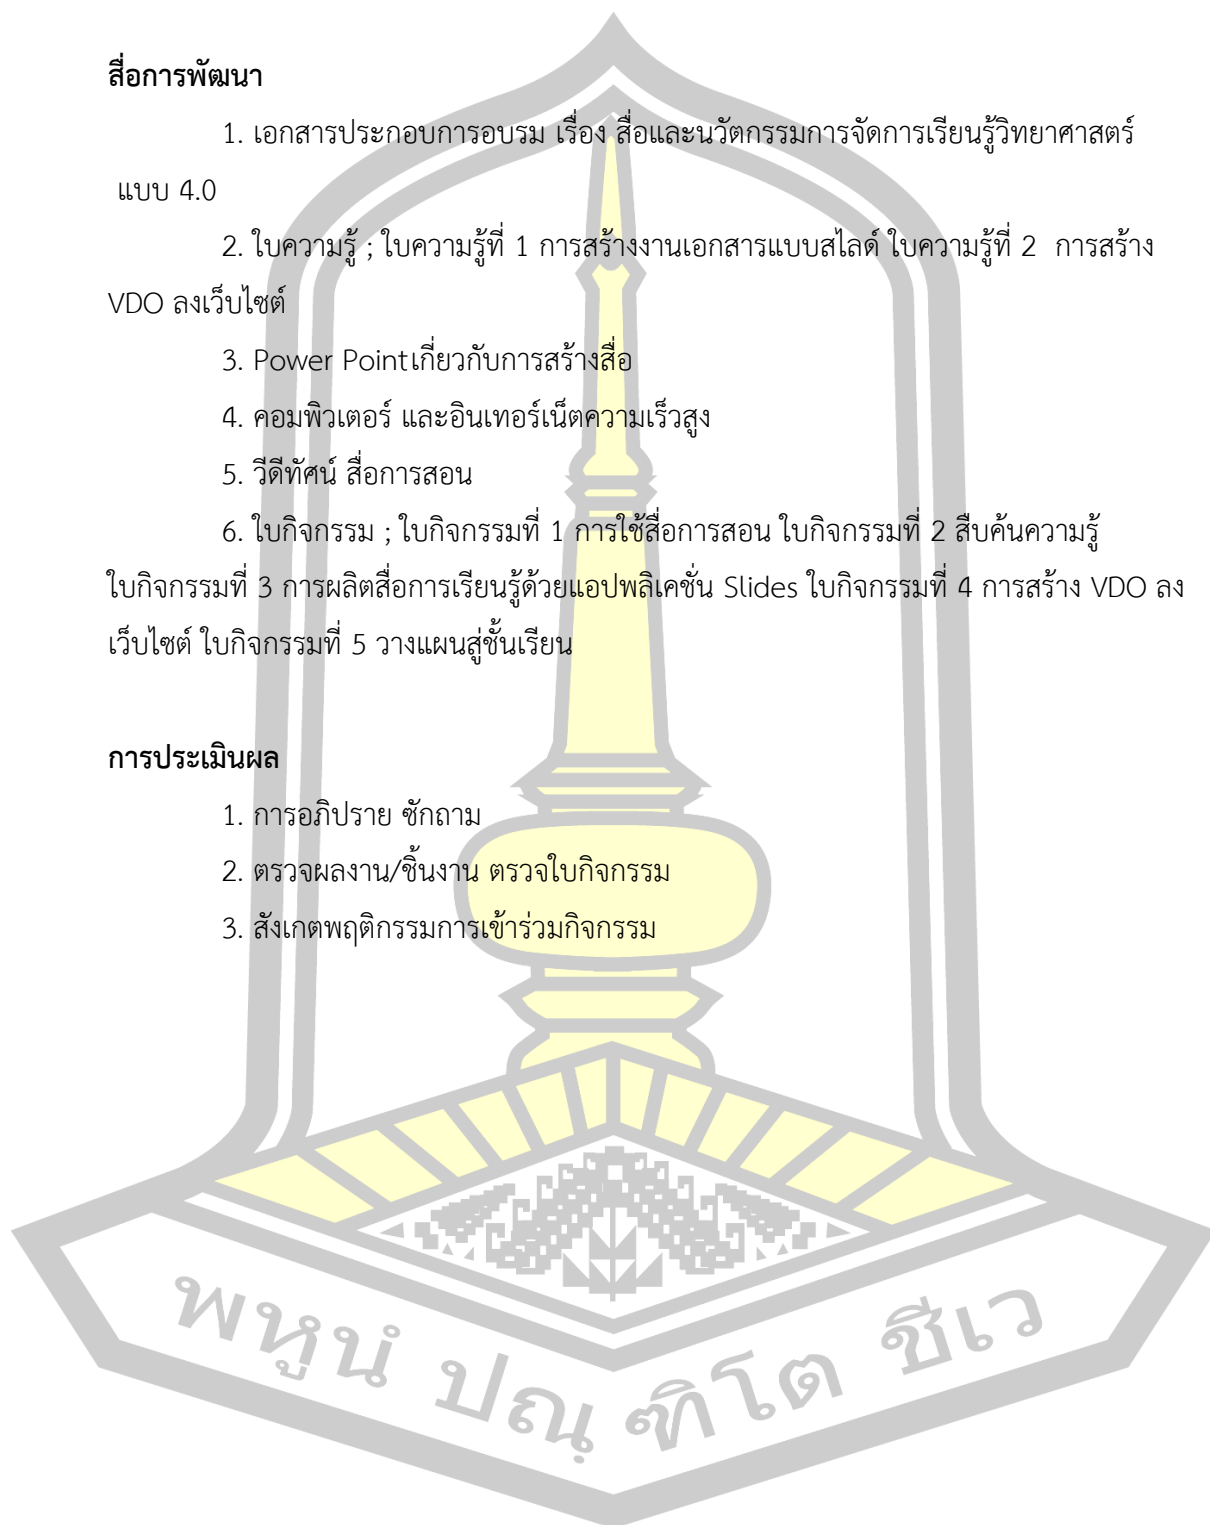 สื่อการพัฒนา
1. เอกสารประกอบการอบรม เรื่อง สื่อและนวัตกรรมการจัดการเรียนรู้วิทยาศาสตร์
แบบ 4.0
2. ใบความรู้ ; ใบความรู้ที่ 1 การสร้างงานเอกสารแบบสไลด์ ใบความรู้ที่ 2 การสร้าง
VDO ลงเว็บไซต์
3. Power Pointเกี่ยวกับการสร้างสื่อ
4. คอมพิวเตอร์ และอินเทอร์เน็ตความเร็วสูง
5. วีดีทัศน์ สื่อการสอน
6. ใบกิจกรรม ; ใบกิจกรรมที่ 1 การใช้สื่อการสอน ใบกิจกรรมที่ 2 สืบค้นความรู้
ใบกิจกรรมที่ 3 การผลิตสื่อการเรียนรู้ด้วยแอปพลิเคชั่น Slides ใบกิจกรรมที่ 4 การสร้าง VDO ลง
เว็บไซต์ ใบกิจกรรมที่ 5 วางแผนสู่ชั้นเรียน
การประเมินผล
1. การอภิปราย ซักถาม
2. ตรวจผลงาน/ชิ้นงาน ตรวจใบกิจกรรม
3. สังเกตพฤติกรรมการเข้าร่วมกิจกรรม
พหูนํ ปณฺฑิโต ชีเว